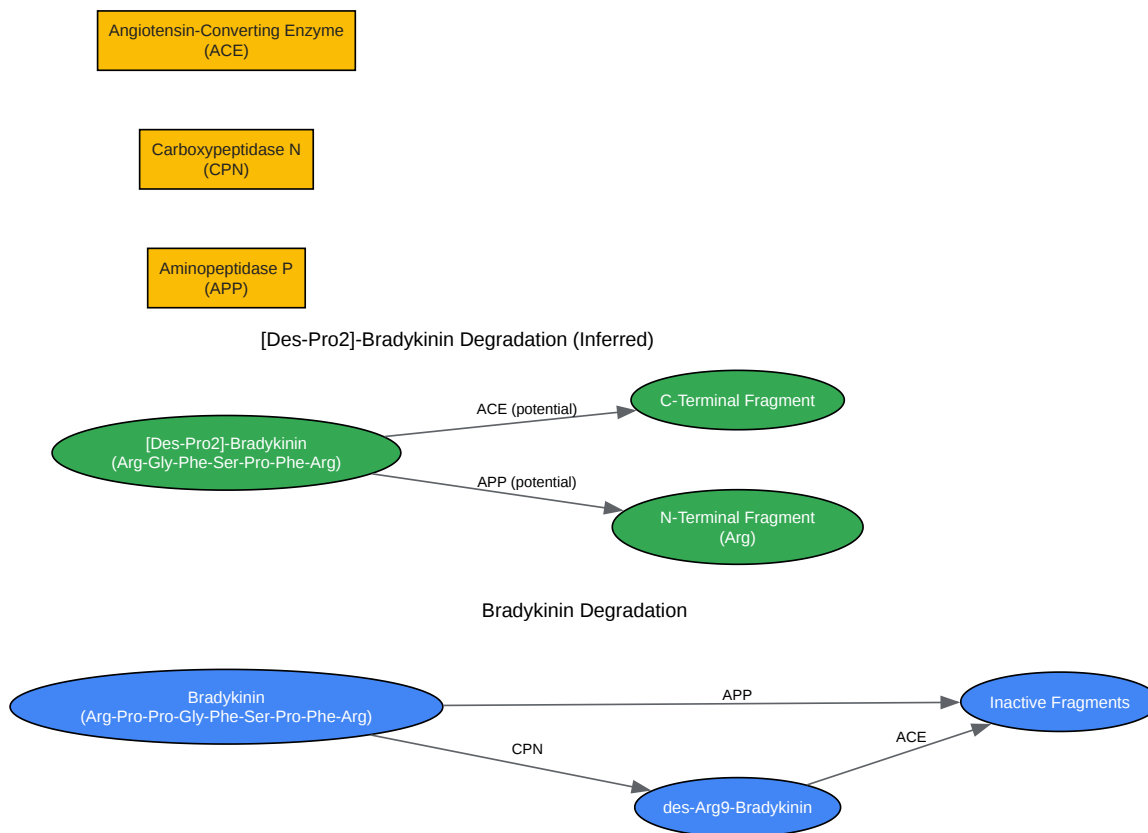 Angiotensin-Converting Enzyme
(ACE)
Carboxypeptidase N
(CPN)
Aminopeptidase P
(APP)
[Des-Pro2]-Bradykinin Degradation (Inferred)
ACE (potential)
C-Terminal Fragment
[Des-Pro2]-Bradykinin
(Arg-Gly-Phe-Ser-Pro-Phe-Arg)
APP (potential)
N-Terminal Fragment
(Arg)
Bradykinin Degradation
Bradykinin
(Arg-Pro-Pro-Gly-Phe-Ser-Pro-Phe-Arg)
APP
Inactive Fragments
CPN
ACE
des-Arg9-Bradykinin